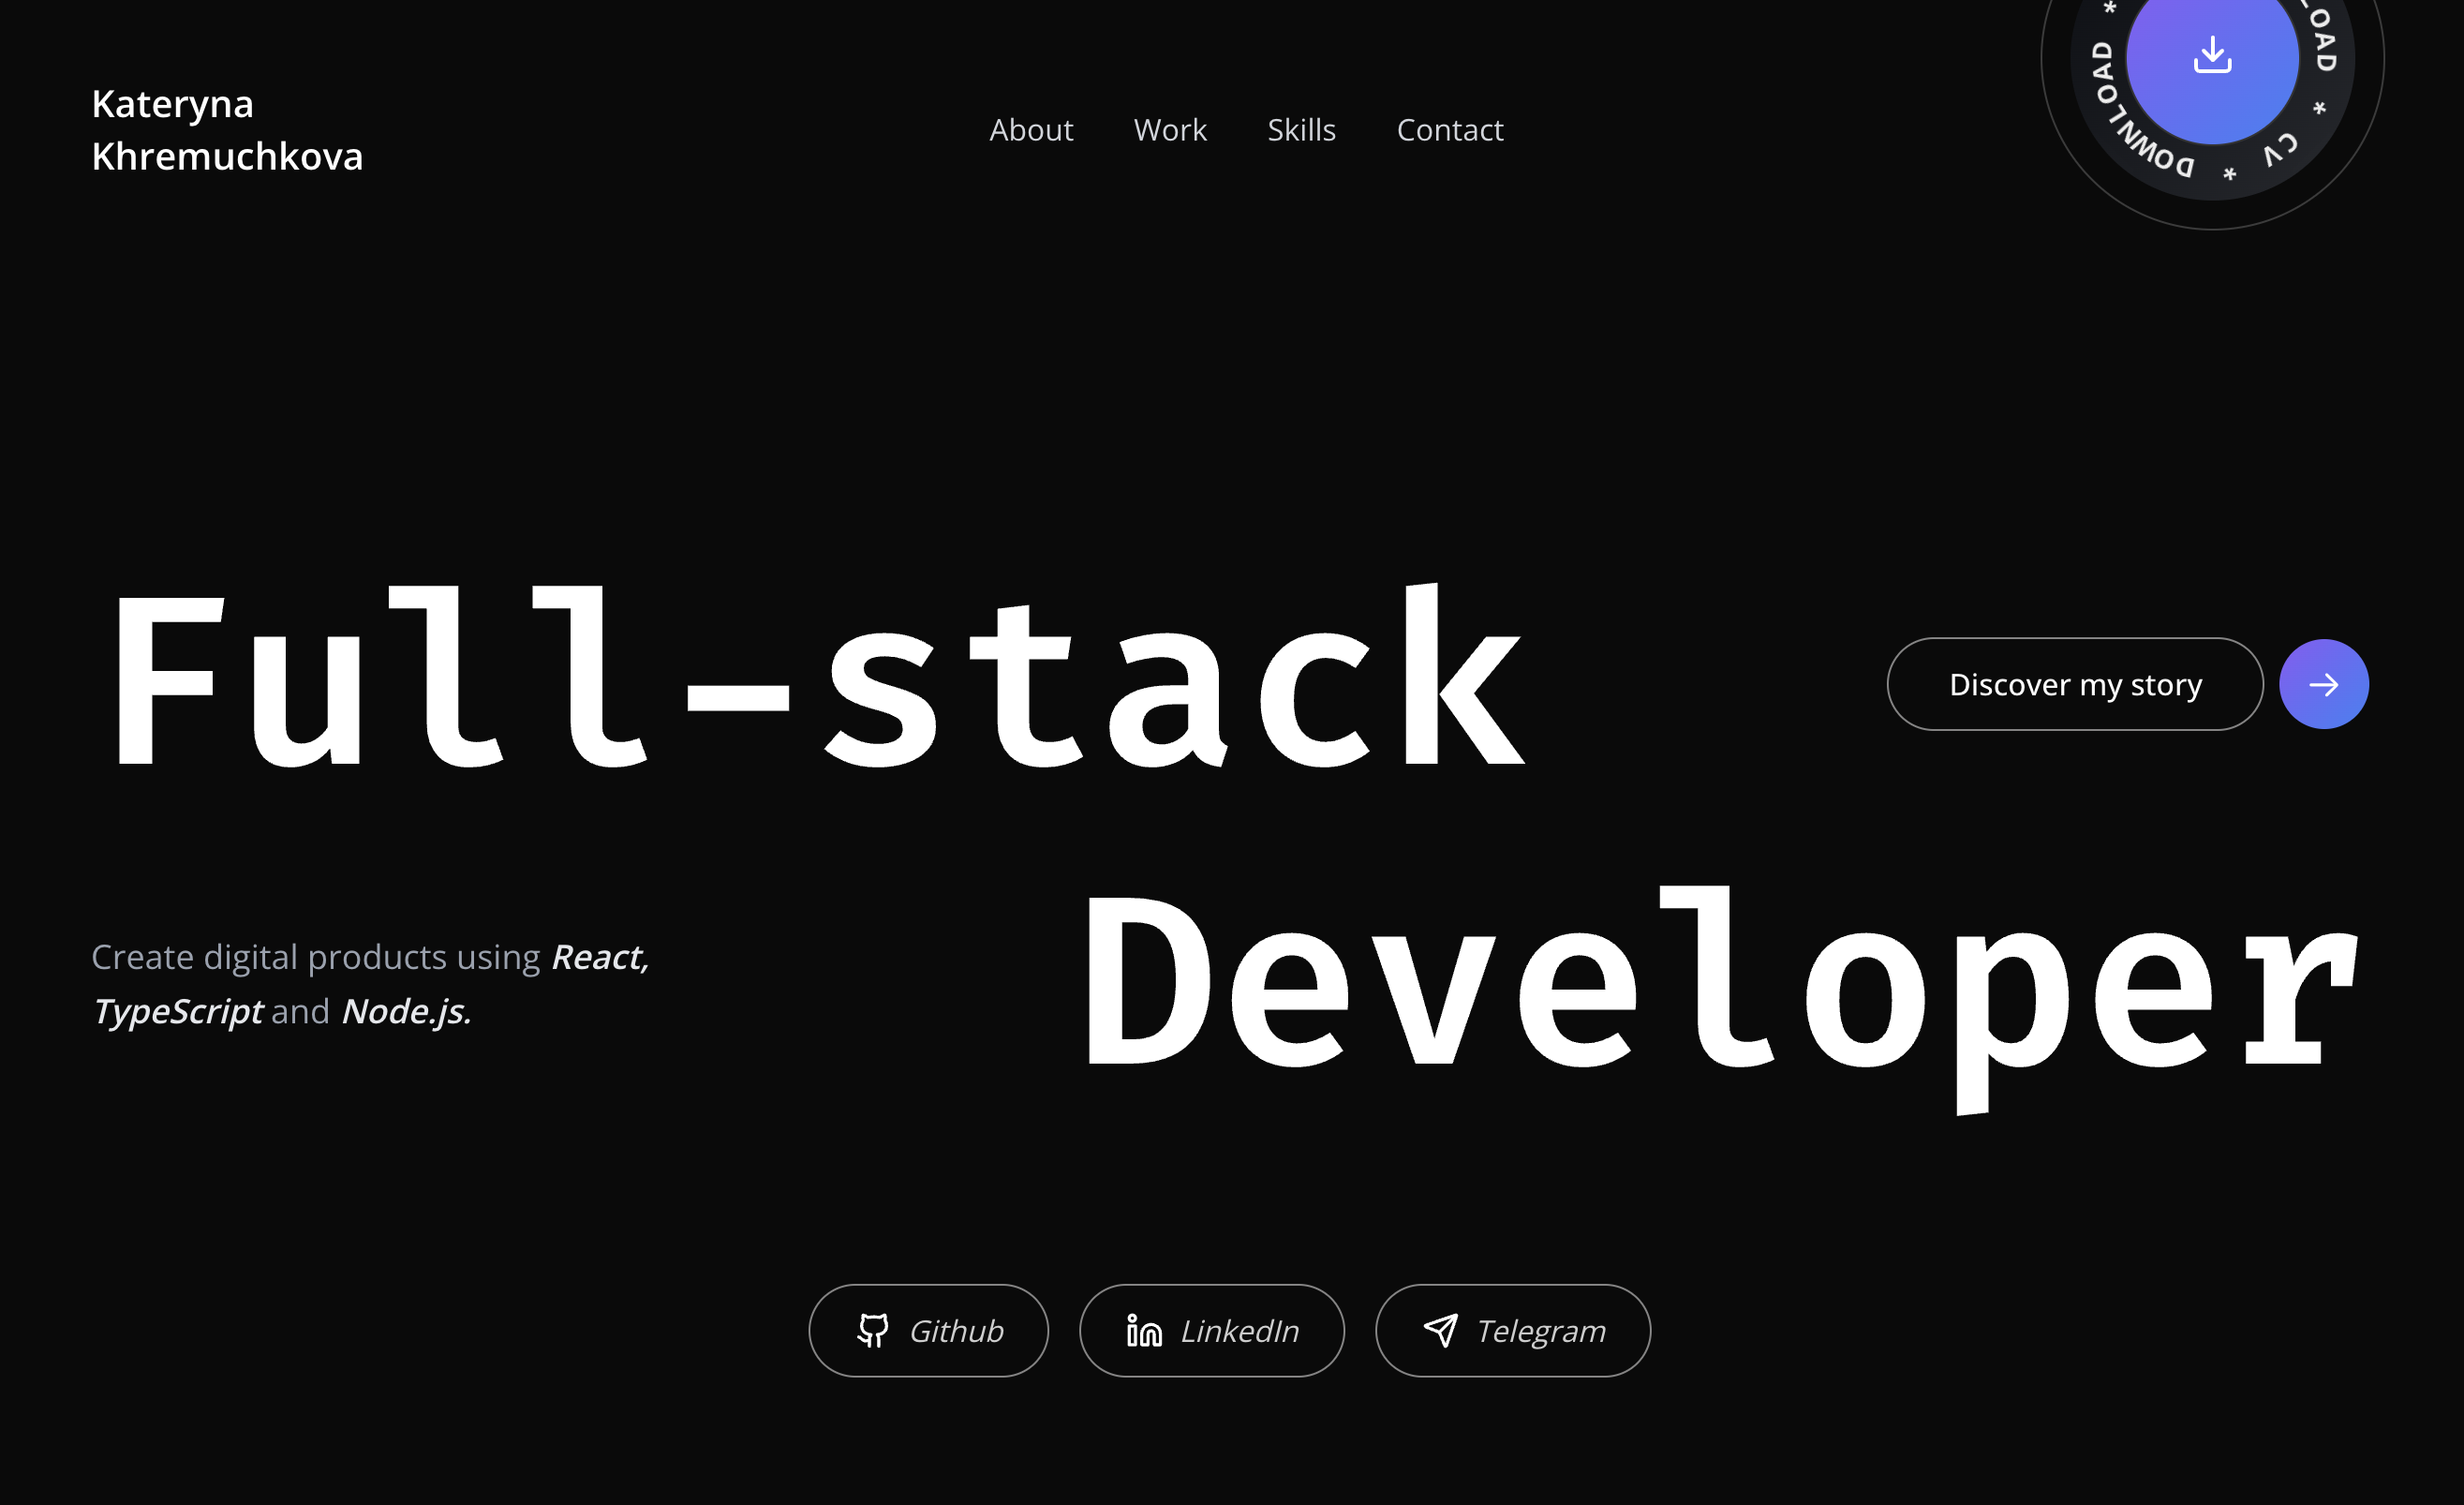 Kateryna
Khremuchkova
About
Work
Skills
Contact
OAD * CV * DOWNLOAD *
Full-stack
Discover my story
Create digital products using React,
TypeScript and Node.js.
Developer
Github
LinkedIn
Telegram